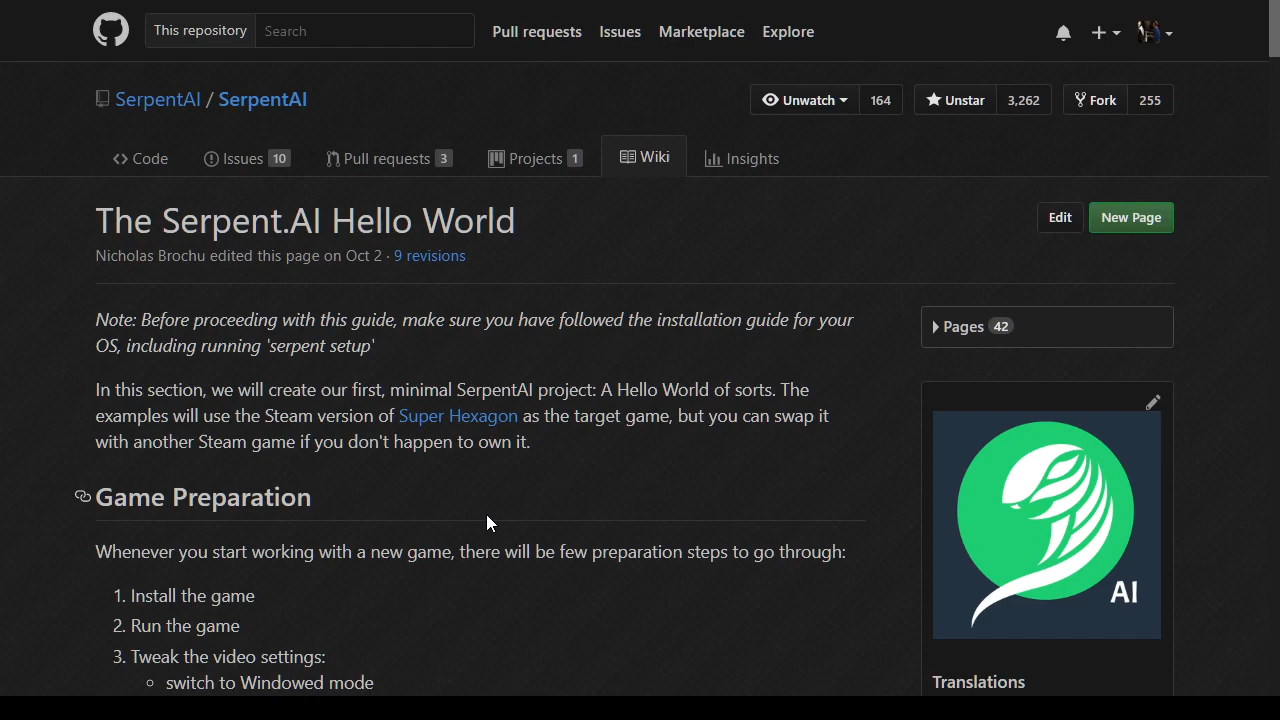 This repository Search Pull requests Issues Marketplace Explore
SerpentAI / SerpentAI Unwatch 164 Unstar 3,262 Fork 255
Code Issues 10 Pull requests 3 Projects 1 Wiki Insights
The Serpent.AI Hello World Edit New Page
Nicholas Brochu edited this page on Oct 2 · 9 revisions
Note: Before proceeding with this guide, make sure you have followed the installation guide for your
OS, including running 'serpent setup'
In this section, we will create our first, minimal SerpentAI project: A Hello World of sorts. The
examples will use the Steam version of Super Hexagon as the target game, but you can swap it
with another Steam game if you don't happen to own it.
Game Preparation
Whenever you start working with a new game, there will be few preparation steps to go through:
1. Install the game
2. Run the game
3. Tweak the video settings:
switch to Windowed mode
Pages 42
AI
Translations